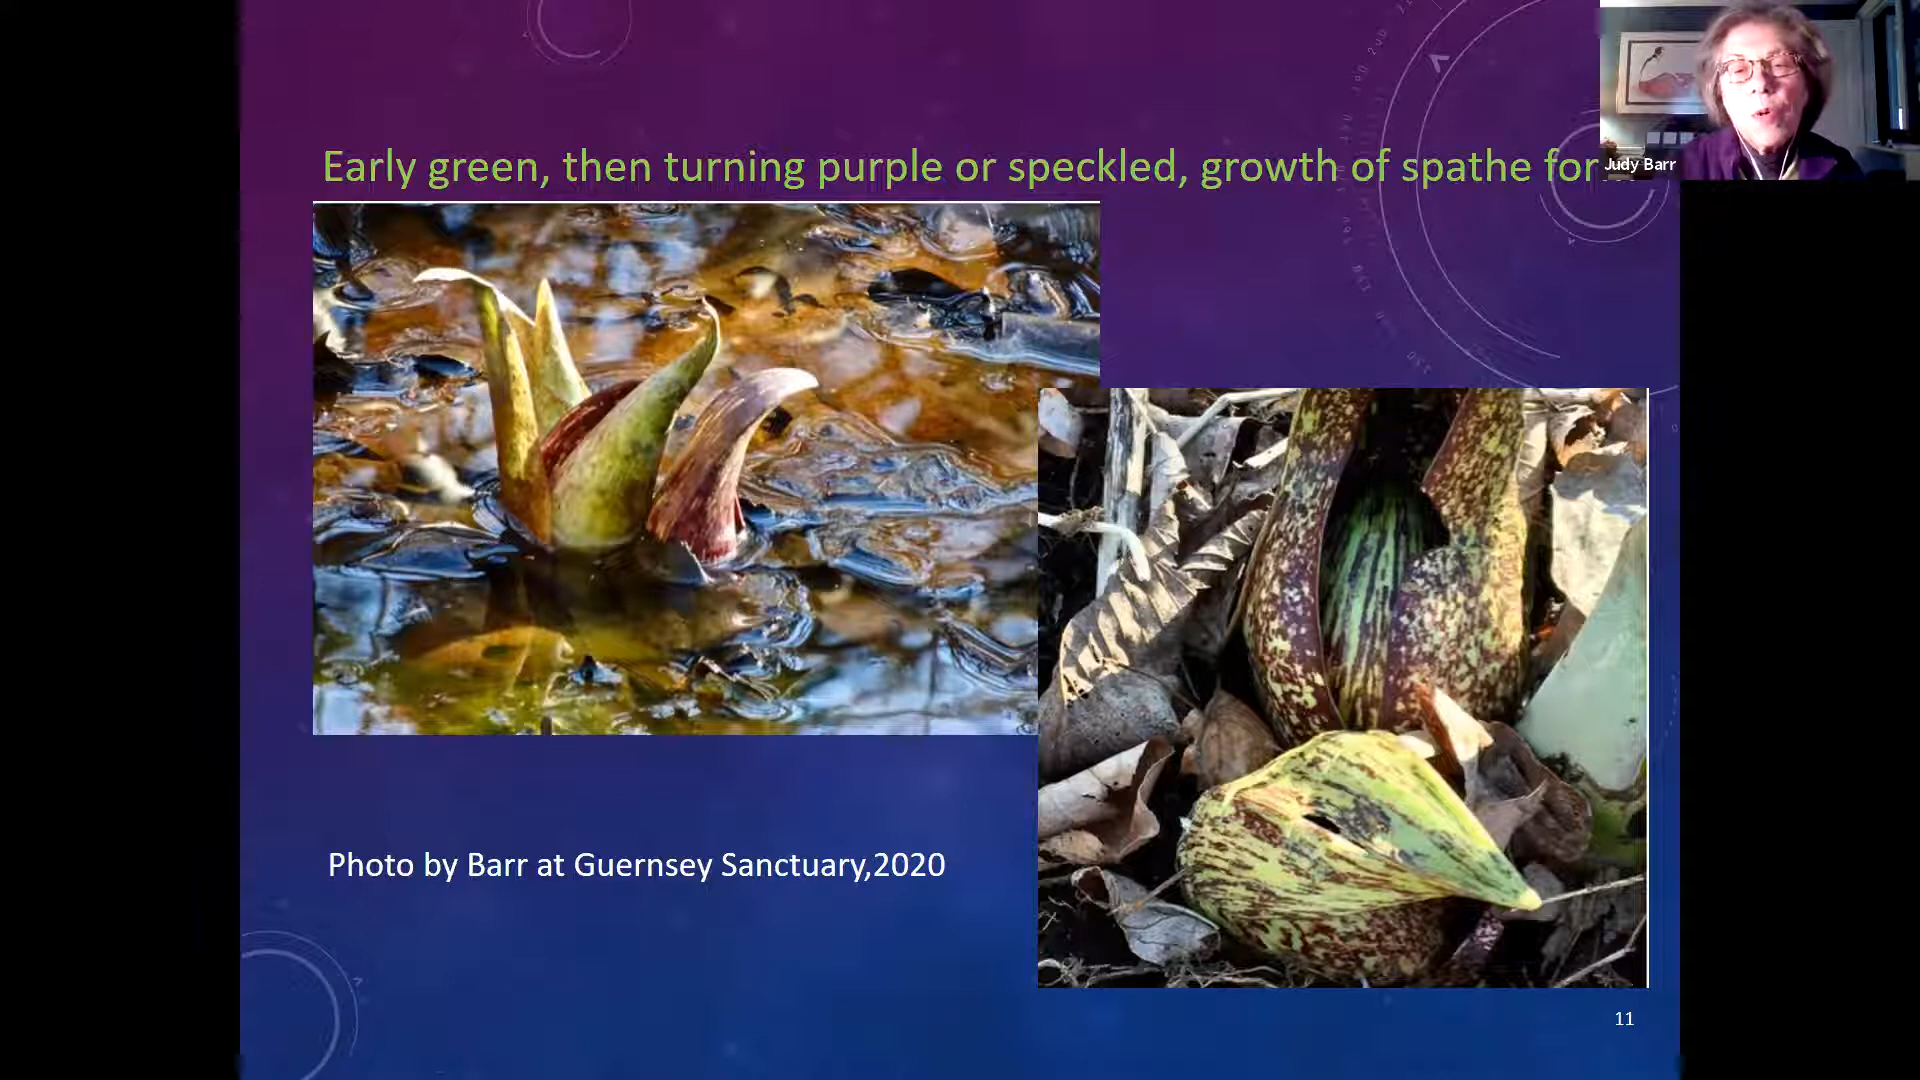 Early green, then turning purple or speckled, growth of spathe for
Judy Barr
Photo by Barr at Guernsey Sanctuary,2020
11